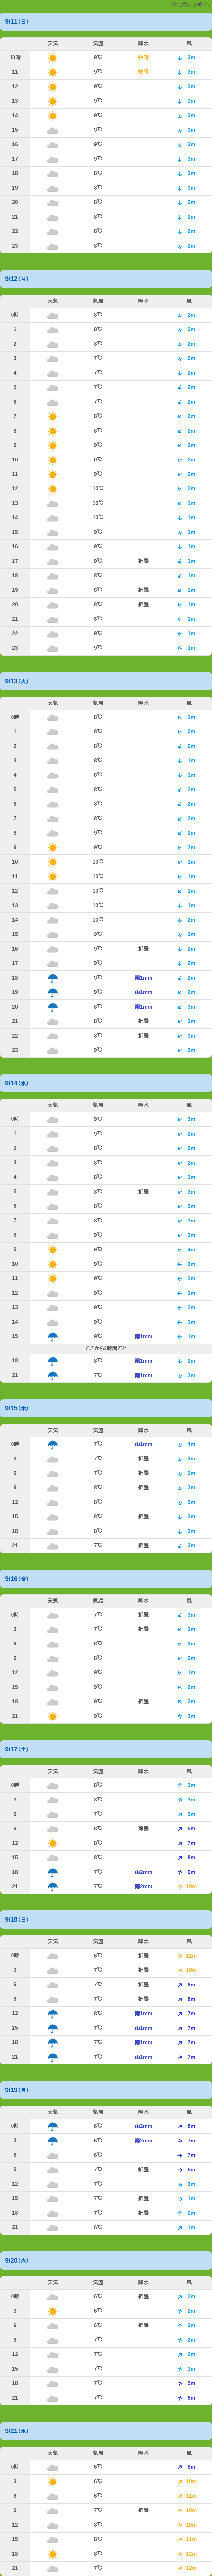 の予報です
9/11(日)
天気 気温 降水 風
10時 9℃ 3m
11 9℃ 3m
12 9℃ 3m
13 9℃ 3m
14 9℃ 3m
15 9℃ 3m
16 9℃ 3m
17 9℃ 3m
18 8℃ 3m
19 8℃ 3m
20 8℃ 2m
21 8℃ 2m
22 8℃ 2m
23 8℃ 2m
9/12(月)
天気 気温 降水 風
0時 8℃ 2m
1 8℃ 2m
2 8℃ 2m
3 7℃ 2m
4 7℃ 2m
5 7℃ 2m
6 7℃ 2m
7 8℃ 2m
8 9℃ 2m
9 9℃ 2m
10 9℃ 2m
11 9℃ 2m
12 10℃ 2m
13 10℃ 1m
14 10℃ 1m
15 9℃ 1m
16 9℃ 1m
17 9℃ 折畳 1m
18 8℃ 1m
19 8℃ 折畳 1m
20 8℃ 折畳 1m
21 8℃ 1m
22 9℃ 1m
23 9℃ 1m
9/13(火)
天気 気温 降水 風
0時 8℃ 1m
1 8℃ 0m
2 8℃ 0m
3 8℃ 1m
4 8℃ 1m
5 8℃ 2m
6 8℃ 2m
7 8℃ 2m
8 9℃ 2m
9 9℃ 2m
10 10℃ 1m
11 10℃ 1m
12 10℃ 1m
13 10℃ 1m
14 10℃ 2m
15 9℃ 3m
16 9℃ 折畳 2m
17 9℃ 2m
18 9℃ 雨1mm 2m
19 9℃ 雨1mm 2m
20 8℃ 雨1mm 3m
21 8℃ 折畳 3m
22 8℃ 折畳 3m
23 9℃ 3m
9/14(水)
天気 気温 降水 風
0時 9℃ 3m
1 9℃ 2m
2 8℃ 2m
3 8℃ 2m
4 8℃ 3m
5 8℃ 折畳 3m
6 8℃ 3m
7 8℃ 3m
8 8℃ 3m
9 9℃ 4m
10 9℃ 3m
11 9℃ 3m
12 9℃ 3m
13 9℃ 2m
14 9℃ 1m
15 9℃ 雨1mm 1m
ここから3時間ごと
18 8℃ 雨1mm 2m
21 7℃ 雨1mm 3m
9/15(木)
天気 気温 降水 風
0時 7℃ 雨1mm 4m
3 7℃ 折畳 3m
6 7℃ 折畳 2m
9 8℃ 折畳 3m
12 8℃ 3m
15 8℃ 折畳 3m
18 8℃ 3m
21 7℃ 折畳 3m
9/16(金)
天気 気温 降水 風
0時 7℃ 折畳 3m
3 7℃ 折畳 3m
6 8℃ 3m
9 8℃ 2m
12 9℃ 1m
15 9℃ 2m
18 9℃ 折畳 3m
21 9℃ 3m
9/17(土)
天気 気温 降水 風
0時 8℃ 3m
3 8℃ 3m
6 7℃ 3m
9 8℃ 5m
12 8℃ 7m
15 8℃ 8m
18 7℃ 雨2mm 9m
21 7℃ 雨2mm 10m
9/18(日)
天気 気温 降水 風
0時 6℃ 折畳 11m
3 7℃ 折畳 10m
6 7℃ 折畳 8m
9 7℃ 折畳 8m
12 8℃ 雨1mm 7m
15 7℃ 雨1mm 7m
18 7℃ 雨1mm 7m
21 7℃ 雨1mm 7m
9/19(月)
天気 気温 降水 風
0時 6℃ 雨2mm 8m
3 6℃ 雨2mm 7m
6 6℃ 7m
9 7℃ 折畳 5m
12 7℃ 3m
15 7℃ 折畳 1m
18 7℃ 折畳 0m
21 6℃ 1m
9/20(火)
天気 気温 降水 風
0時 6℃ 折畳 2m
3 6℃ 2m
6 6℃ 折畳 2m
9 7℃ 2m
12 7℃ 2m
15 7℃ 3m
18 7℃ 5m
21 7℃ 6m
9/21(水)
天気 気温 降水 風
0時 6℃ 8m
3 6℃ 10m
6 6℃ 11m
9 7℃ 折畳 10m
12 8℃ 10m
15 8℃ 11m
18 8℃ 12m
21 7℃ 12m